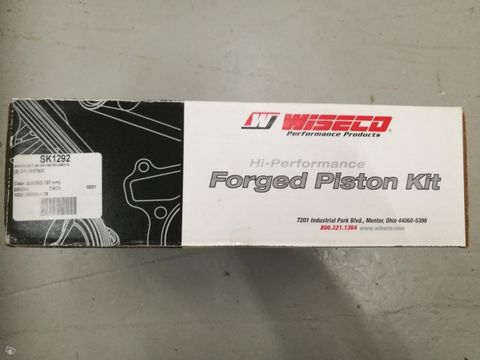 WISECO
Performance Products
Hi-Performance
Forged Piston Kit
7201 Industrial Park Blvd., Mentor, Ohio 44060-5396
800.321.1364 www.wiseco.com
SK1292